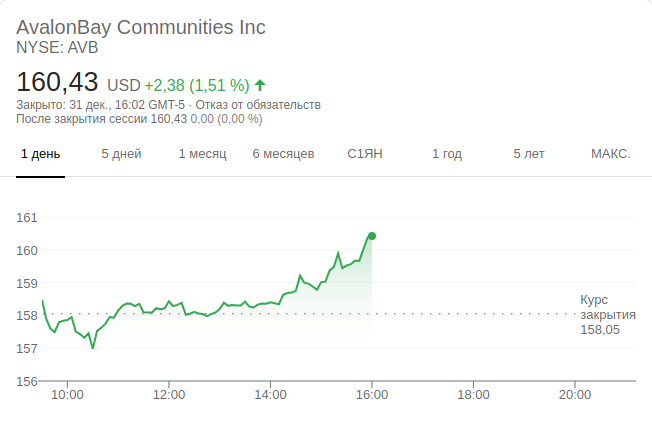 AvalonBay Communities Inc
NYSE: AVB
160,43 USD +2,38 (1,51 %)
Закрыто: 31 дек., 16:02 GMT-5 · Отказ от обязательств
После закрытия сессии 160,43 0,00 (0,00 %)
1 день 5 дней 1 месяц 6 месяцев С1ЯН 1 год 5 лет МАКС.
161
160
159
158
157
156
Курс
закрытия
158,05
10:00 12:00 14:00 16:00 18:00 20:00